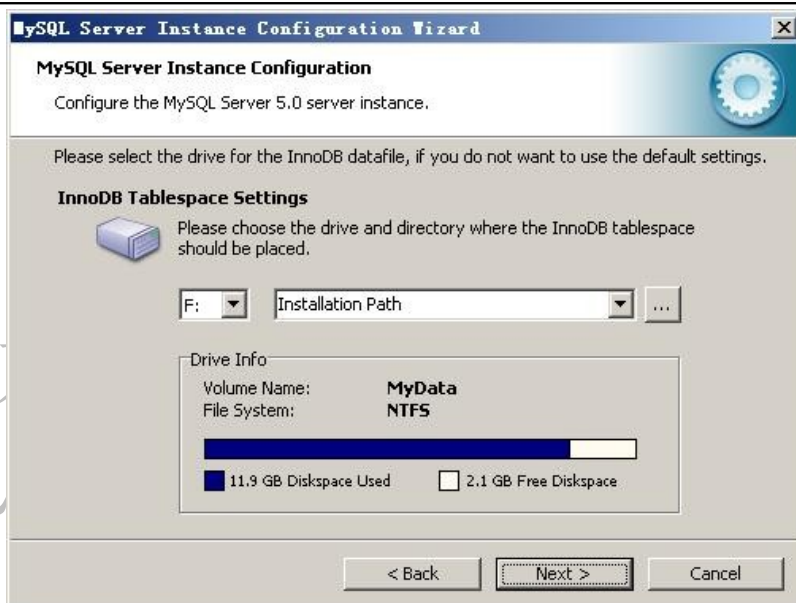 MySQL Server Instance Configuration Wizard
MySQL Server Instance Configuration
Configure the MySQL Server 5.0 server instance.
Please select the drive for the InnoDB datafile, if you do not want to use the default settings.
InnoDB Tablespace Settings
Please choose the drive and directory where the InnoDB tablespace
should be placed.
F: Installation Path ...
Drive Info
Volume Name: MyData
File System: NTFS
11.9 GB Diskspace Used 2.1 GB Free Diskspace
< Back Next > Cancel